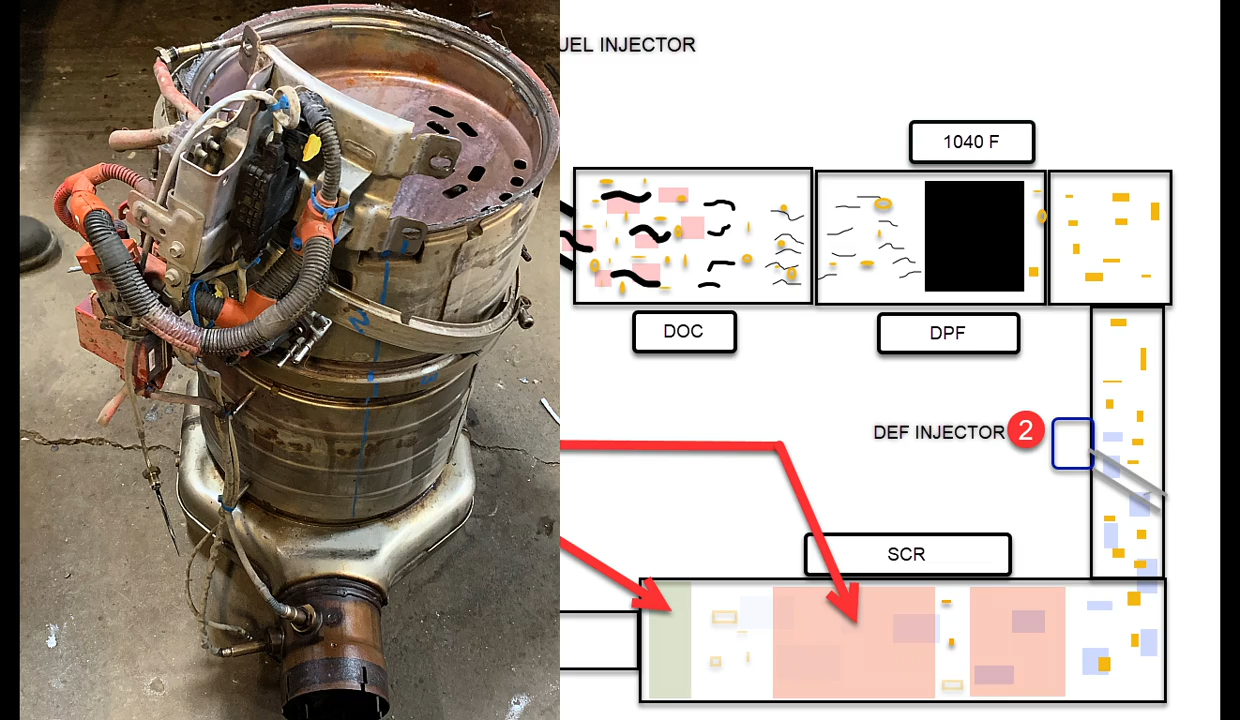 UEL INJECTOR
1040 F
DOC
DPF
DEF INJECTOR 2
SCR